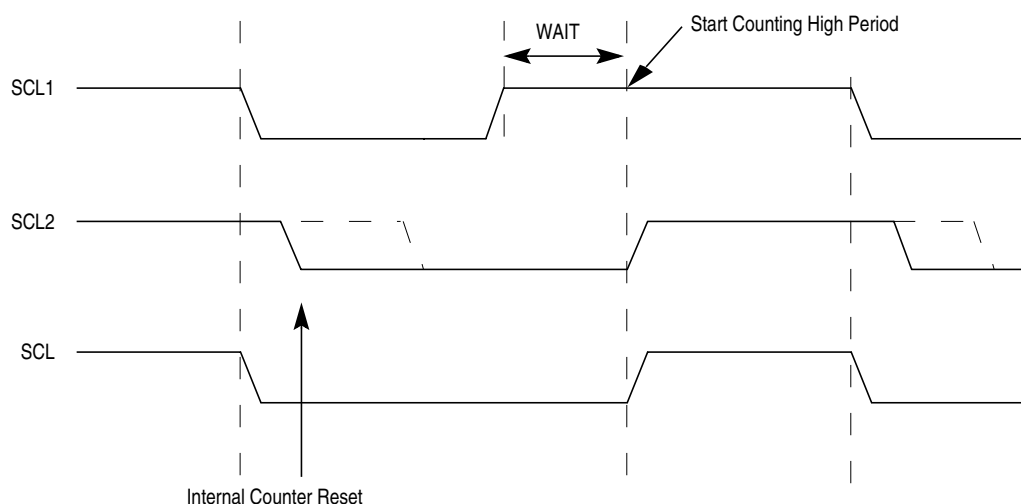 WAIT
Start Counting High Period
SCL1
SCL2
SCL
Internal Counter Reset